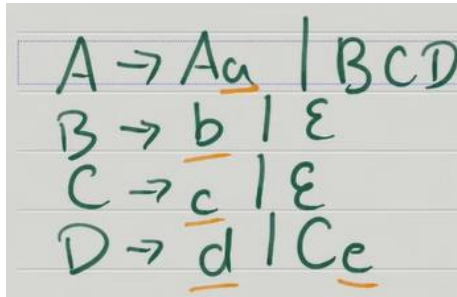 A → Aa | BCD
B → b | ε
C → c | ε
D → d | Ce